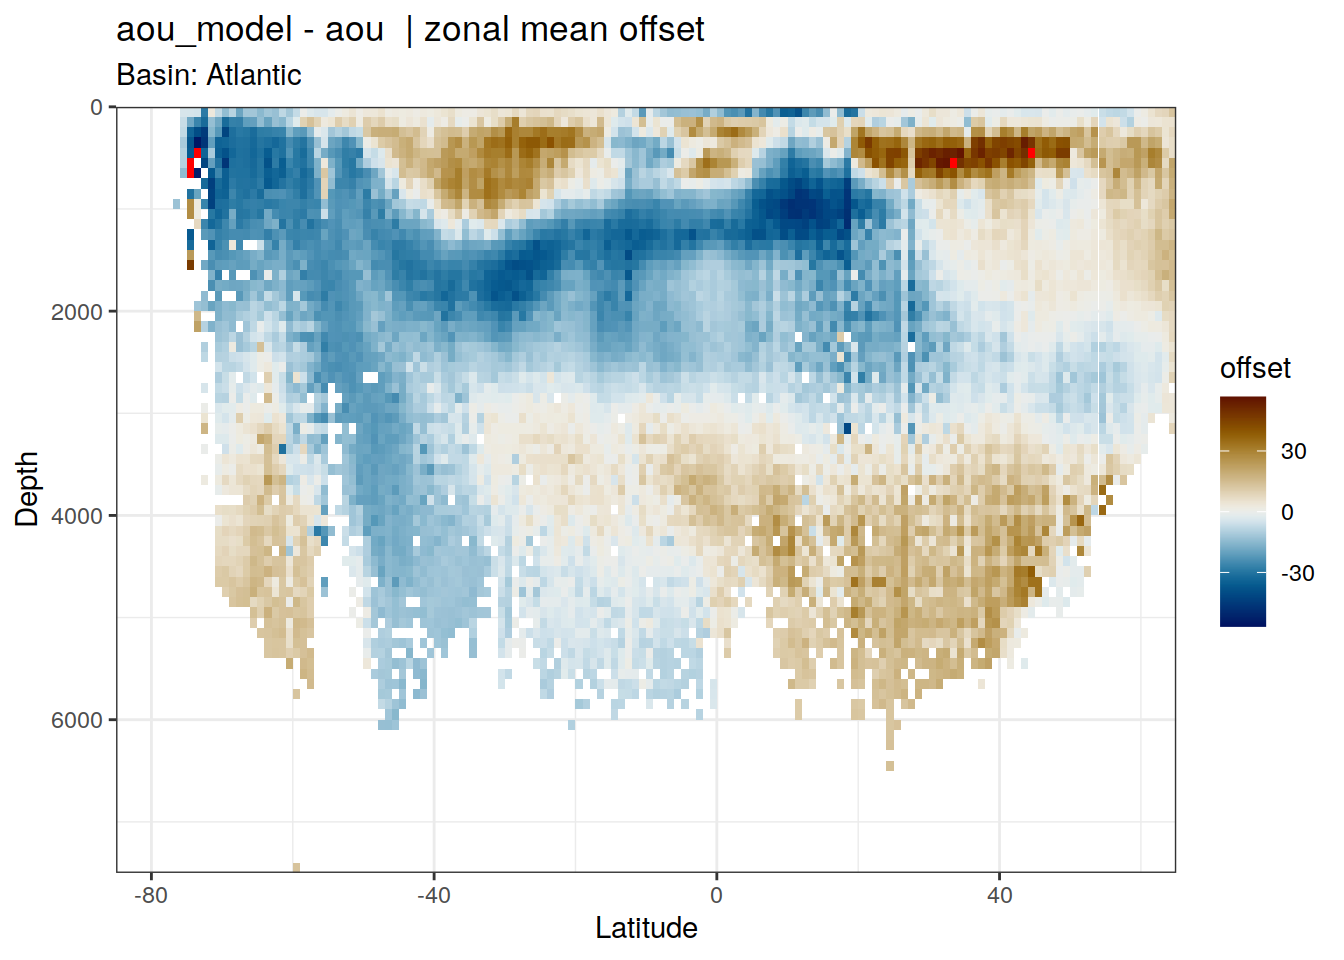 aou_model - aou  | zonal mean offset
Basin: Atlantic
0
2000
4000
6000
Depth
-80
-40
0
40
Latitude
offset
30
0
-30